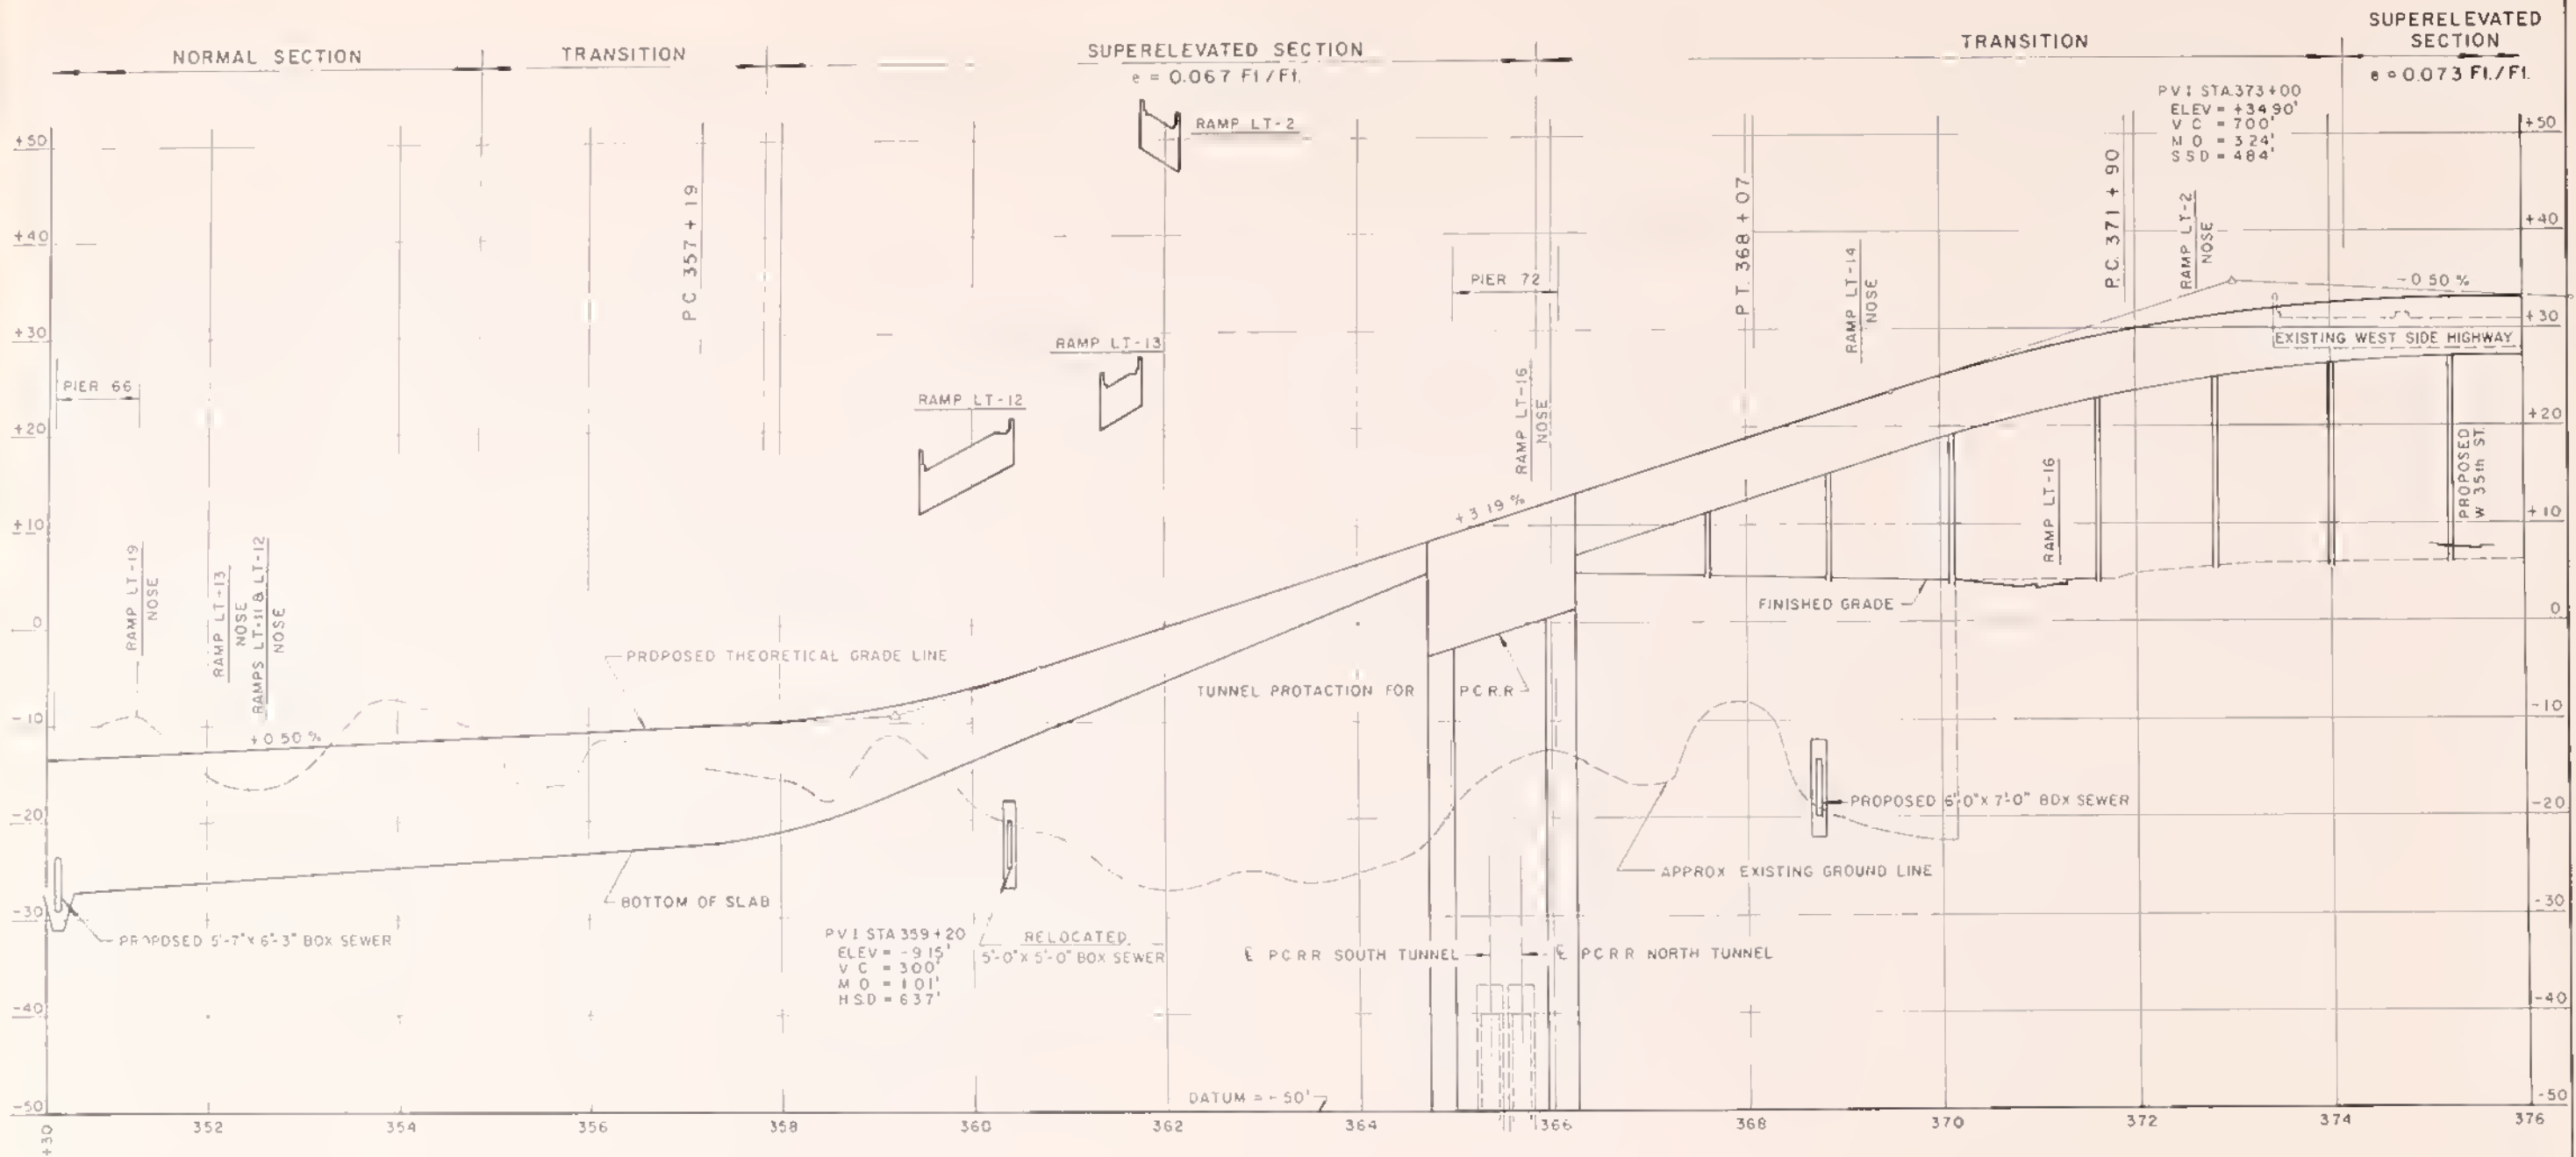 NORMAL SECTION
TRANSITION
SUPERELEVATED SECTION
e = 0.067 Ft./Ft.
TRANSITION
SUPERELEVATED
SECTION
e = 0.073 Ft./Ft.
PVI STA.373+00
ELEV = +34.90'
V C = 700'
M O = 3.24'
SSD = 484'
RAMP LT-2
+50
+40
+30
+20
+10
0
-10
-20
-30
-40
-50
PC 357 + 19
PIER 72
P.T. 368 + 07
RAMP LT-14
NOSE
P.C. 371 + 90
RAMP LT-2
NOSE
-0.50 %
EXISTING WEST SIDE HIGHWAY
RAMP LT-13
RAMP LT-12
PIER 66
RAMP LT-16
NOSE
+3.19 %
RAMP LT-16
PROPOSED
W 35th ST.
RAMP LT-19
NOSE
RAMP LT-13
NOSE
RAMPS LT-11 & LT-12
NOSE
FINISHED GRADE
PROPOSED THEORETICAL GRADE LINE
TUNNEL PROTACTION FOR P.C.R.R
+0.50 %
PROPOSED 6'-0" X 7'-0" BOX SEWER
APPROX EXISTING GROUND LINE
BOTTOM OF SLAB
PROPOSED 5'-7" X 6'-3" BOX SEWER
PVI STA 359+20
ELEV = -9.15'
V C = 300'
M O = 1.01'
HSD = 637'
RELOCATED
5'-0" X 5'-0" BOX SEWER
℄ P.C.R.R SOUTH TUNNEL
℄ P.C.R.R NORTH TUNNEL
DATUM = -50'
+50
+40
+30
+20
+10
0
-10
-20
-30
-40
-50
+30
352
354
356
358
360
362
364
366
368
370
372
374
376